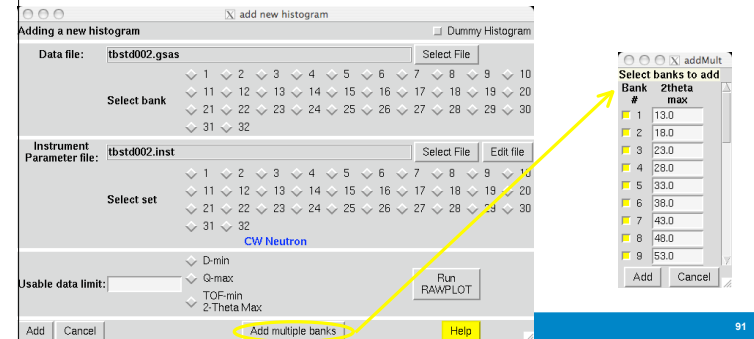 add new histogram
Adding a new histogram
Dummy Histogram
Data file: tbstd002.gsas Select File
1 2 3 4 5 6 7 8 9 10
Select bank
11 12 13 14 15 16 17 18 19 20
21 22 23 24 25 26 27 28 29 30
31 32
Instrument
Parameter file: tbstd002.inst Select File Edit file
1 2 3 4 5 6 7 8 9 10
Select set
11 12 13 14 15 16 17 18 19 20
21 22 23 24 25 26 27 28 29 30
31 32
CW Neutron
Usable data limit:
D-min
Q-max
TOF-min
2-Theta Max
Run
RAWPLOT
Add Cancel Add multiple banks Help
X addMult
Select banks to add
Bank 2theta
# max
1 13.0
2 18.0
3 23.0
4 28.0
5 33.0
6 38.0
7 43.0
8 48.0
9 53.0
Add Cancel
91